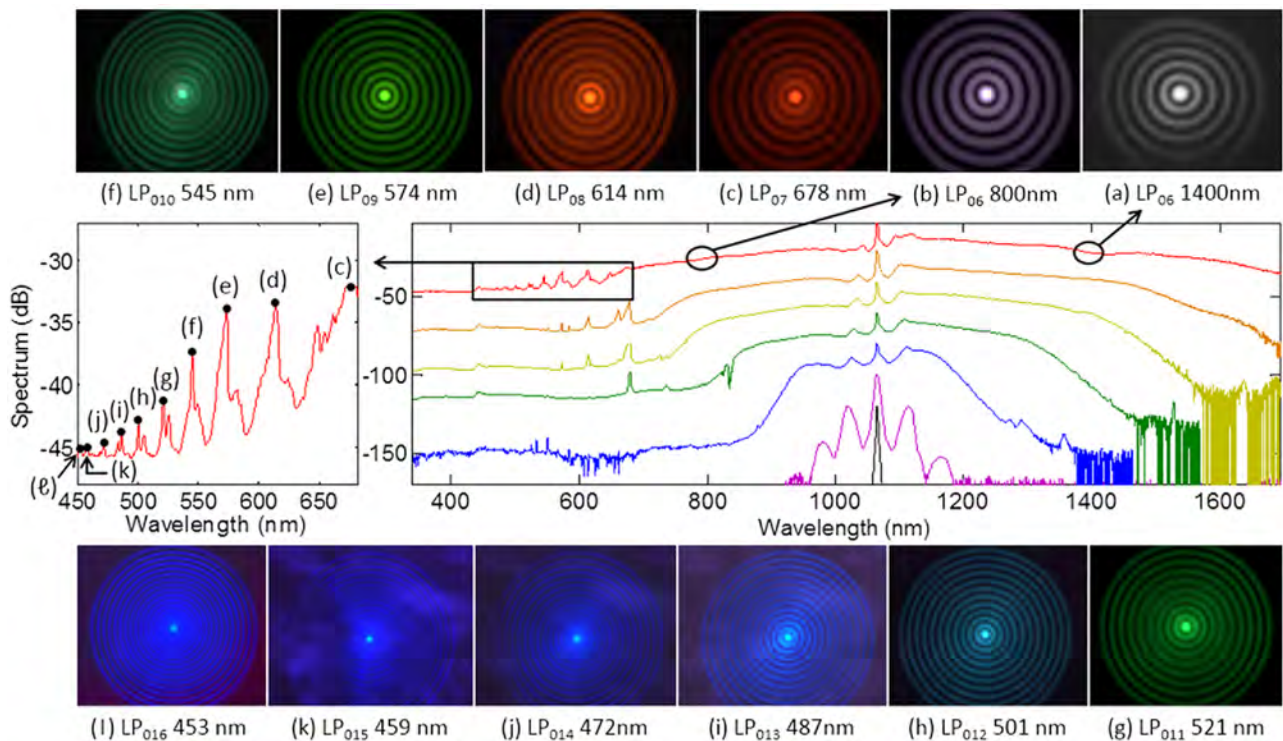 (f) LP₀₁₀ 545 nm (e) LP₀₉ 574 nm (d) LP₀₈ 614 nm (c) LP₀₇ 678 nm (b) LP₀₆ 800nm (a) LP₀₆ 1400nm
Spectrum (dB)
-30
-35
-40
-45
(c)
(d)
(e)
(f)
(g)
(h)
(i)
(j)
(k)
(ℓ)
450 500 550 600 650
Wavelength (nm)
-50
-100
-150
400 600 800 1000 1200 1400 1600
Wavelength (nm)
(l) LP₀₁₆ 453 nm (k) LP₀₁₅ 459 nm (j) LP₀₁₄ 472nm (i) LP₀₁₃ 487nm (h) LP₀₁₂ 501 nm (g) LP₀₁₁ 521 nm